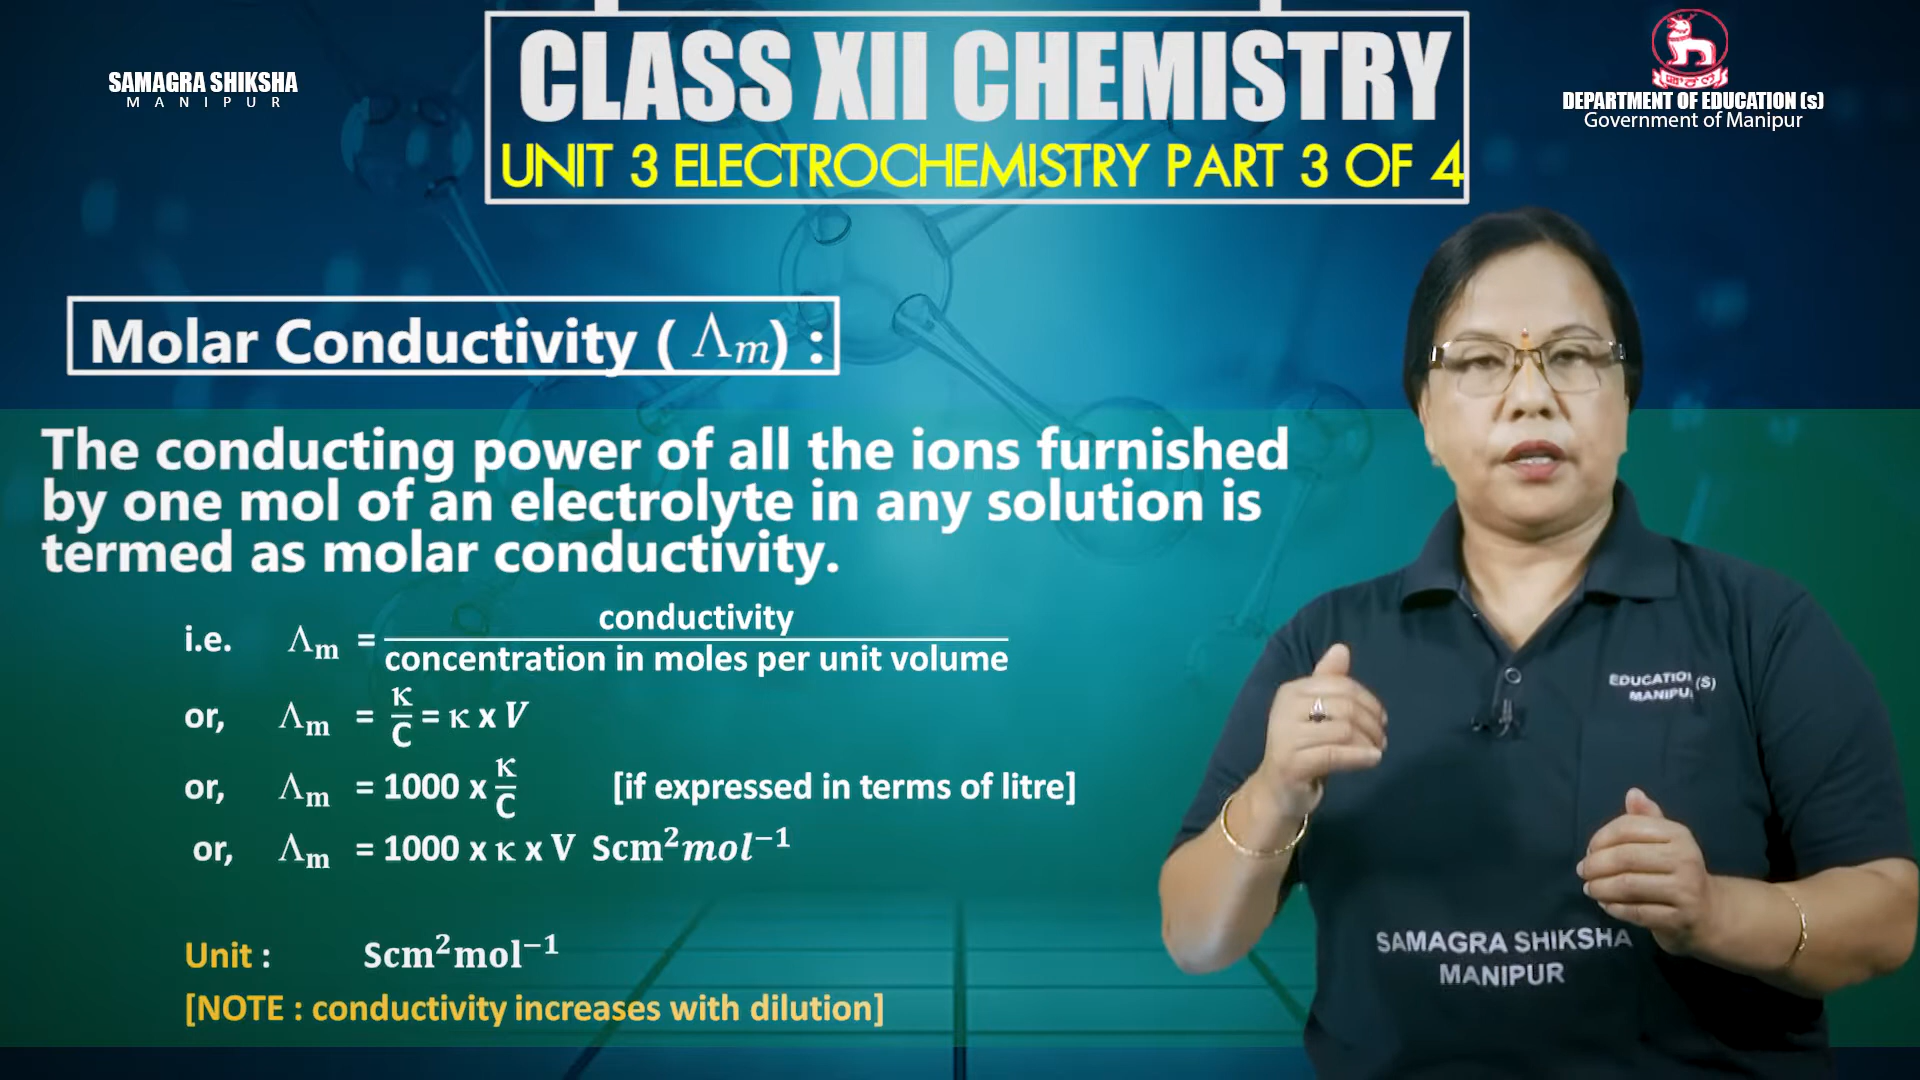 SAMAGRA SHIKSHA
MANIPUR
CLASS XII CHEMISTRY
UNIT 3 ELECTROCHEMISTRY PART 3 OF 4
DEPARTMENT OF EDUCATION (s)
Government of Manipur
Molar Conductivity ( Λm) :
The conducting power of all the ions furnished
by one mol of an electrolyte in any solution is
termed as molar conductivity.
i.e. Λm = conductivity / concentration in moles per unit volume
or, Λm = κ/C = κ x V
or, Λm = 1000 x κ/C [if expressed in terms of litre]
or, Λm = 1000 x κ x V Scm²mol⁻¹
Unit : Scm²mol⁻¹
[NOTE : conductivity increases with dilution]
EDUCATION (S)
MANIPUR
SAMAGRA SHIKSHA
MANIPUR